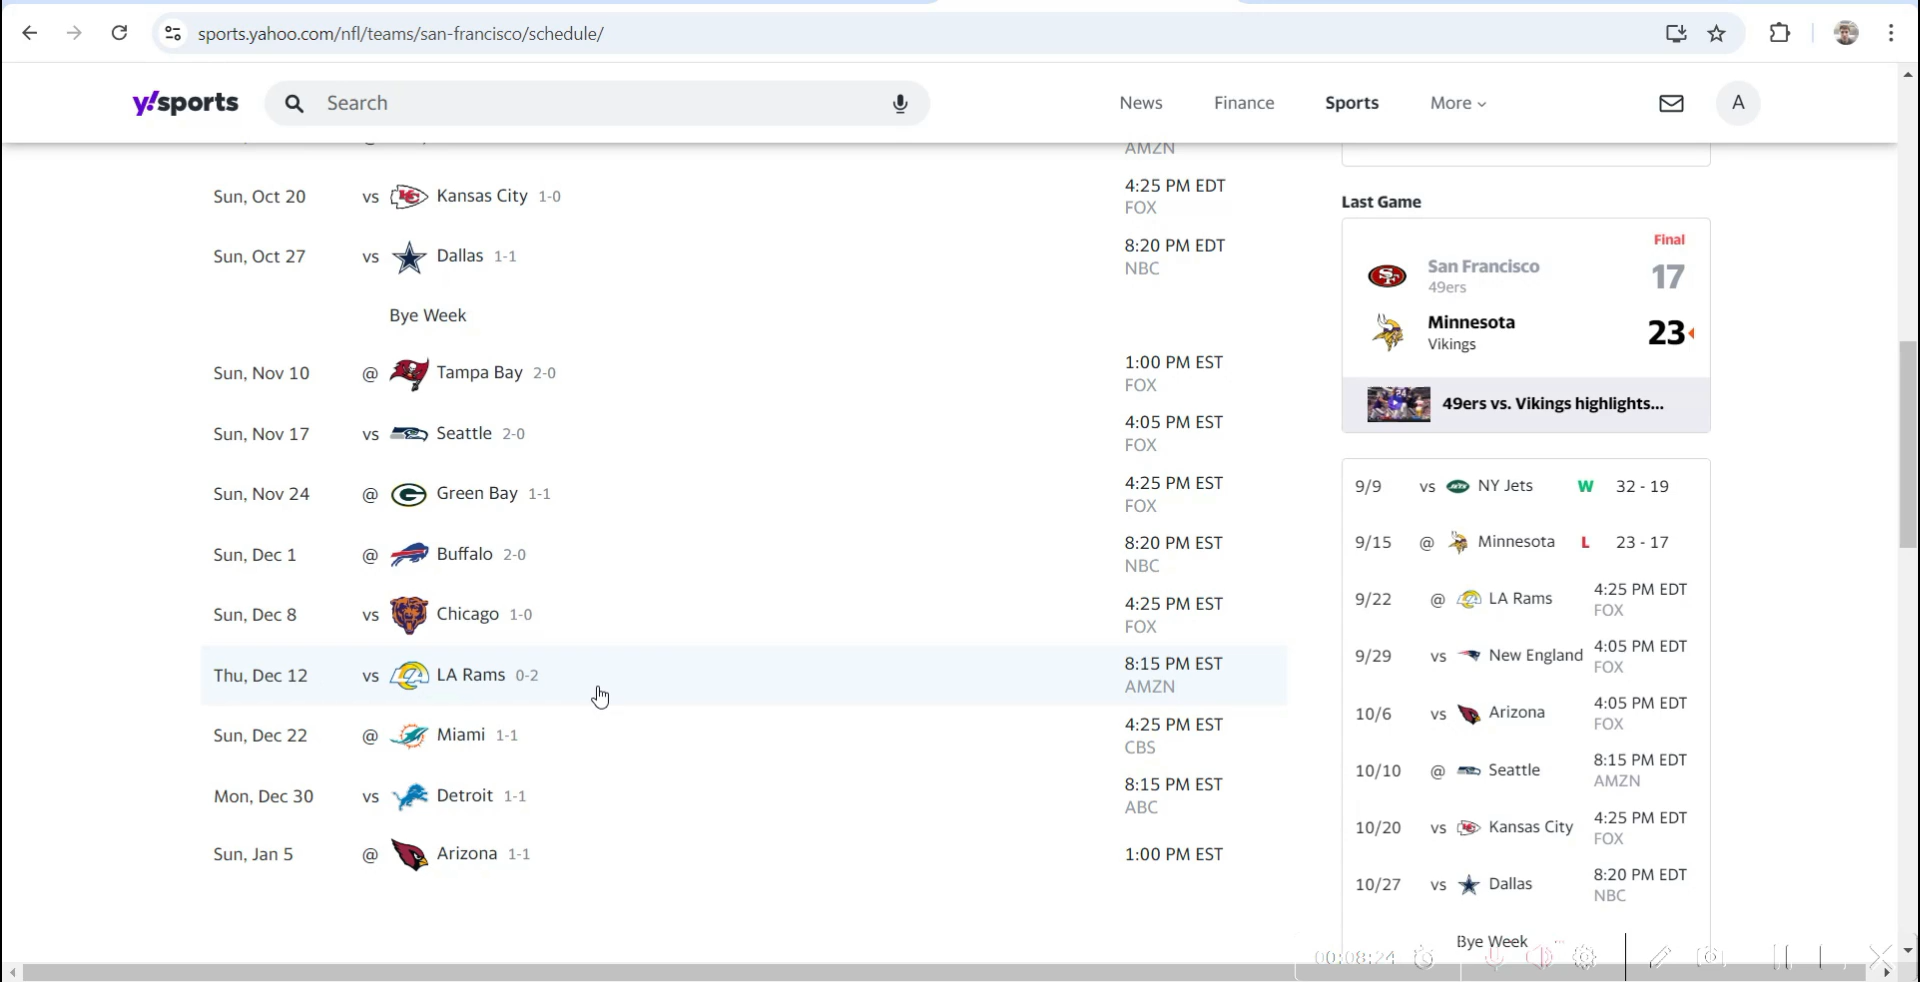 sports.yahoo.com/nfl/teams/san-francisco/schedule/
y!sports
Search
News
Finance
Sports
More
A
AMZN
Sun, Oct 20 vs Kansas City 1-0 4:25 PM EDT
FOX
Sun, Oct 27 vs Dallas 1-1 8:20 PM EDT
NBC
Bye Week
Sun, Nov 10 @ Tampa Bay 2-0 1:00 PM EST
FOX
Sun, Nov 17 vs Seattle 2-0 4:05 PM EST
FOX
Sun, Nov 24 @ Green Bay 1-1 4:25 PM EST
FOX
Sun, Dec 1 @ Buffalo 2-0 8:20 PM EST
NBC
Sun, Dec 8 vs Chicago 1-0 4:25 PM EST
FOX
Thu, Dec 12 vs LA Rams 0-2 8:15 PM EST
AMZN
Sun, Dec 22 @ Miami 1-1 4:25 PM EST
CBS
Mon, Dec 30 vs Detroit 1-1 8:15 PM EST
ABC
Sun, Jan 5 @ Arizona 1-1 1:00 PM EST
Last Game
Final
San Francisco 17
49ers
Minnesota 23
Vikings
49ers vs. Vikings highlights...
9/9 vs NY Jets W 32 - 19
9/15 @ Minnesota L 23 - 17
9/22 @ LA Rams 4:25 PM EDT
FOX
9/29 vs New England 4:05 PM EDT
FOX
10/6 vs Arizona 4:05 PM EDT
FOX
10/10 @ Seattle 8:15 PM EDT
AMZN
10/20 vs Kansas City 4:25 PM EDT
FOX
10/27 vs Dallas 8:20 PM EDT
NBC
Bye Week
00:08:24